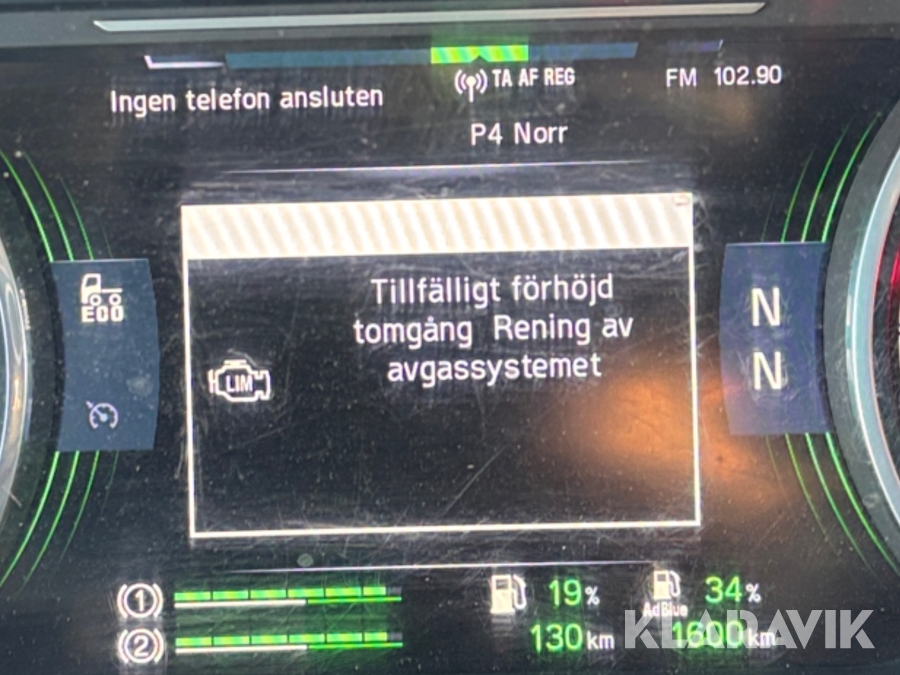 Ingen telefon ansluten
TA AF REG
FM 102.90
P4 Norr
Tillfälligt förhöjd
tomgång Rening av
avgassystemet
LIM
ECO
N
N
1
19%
AdBlue
34%
2
130 km
1600 km
KLARAVIK